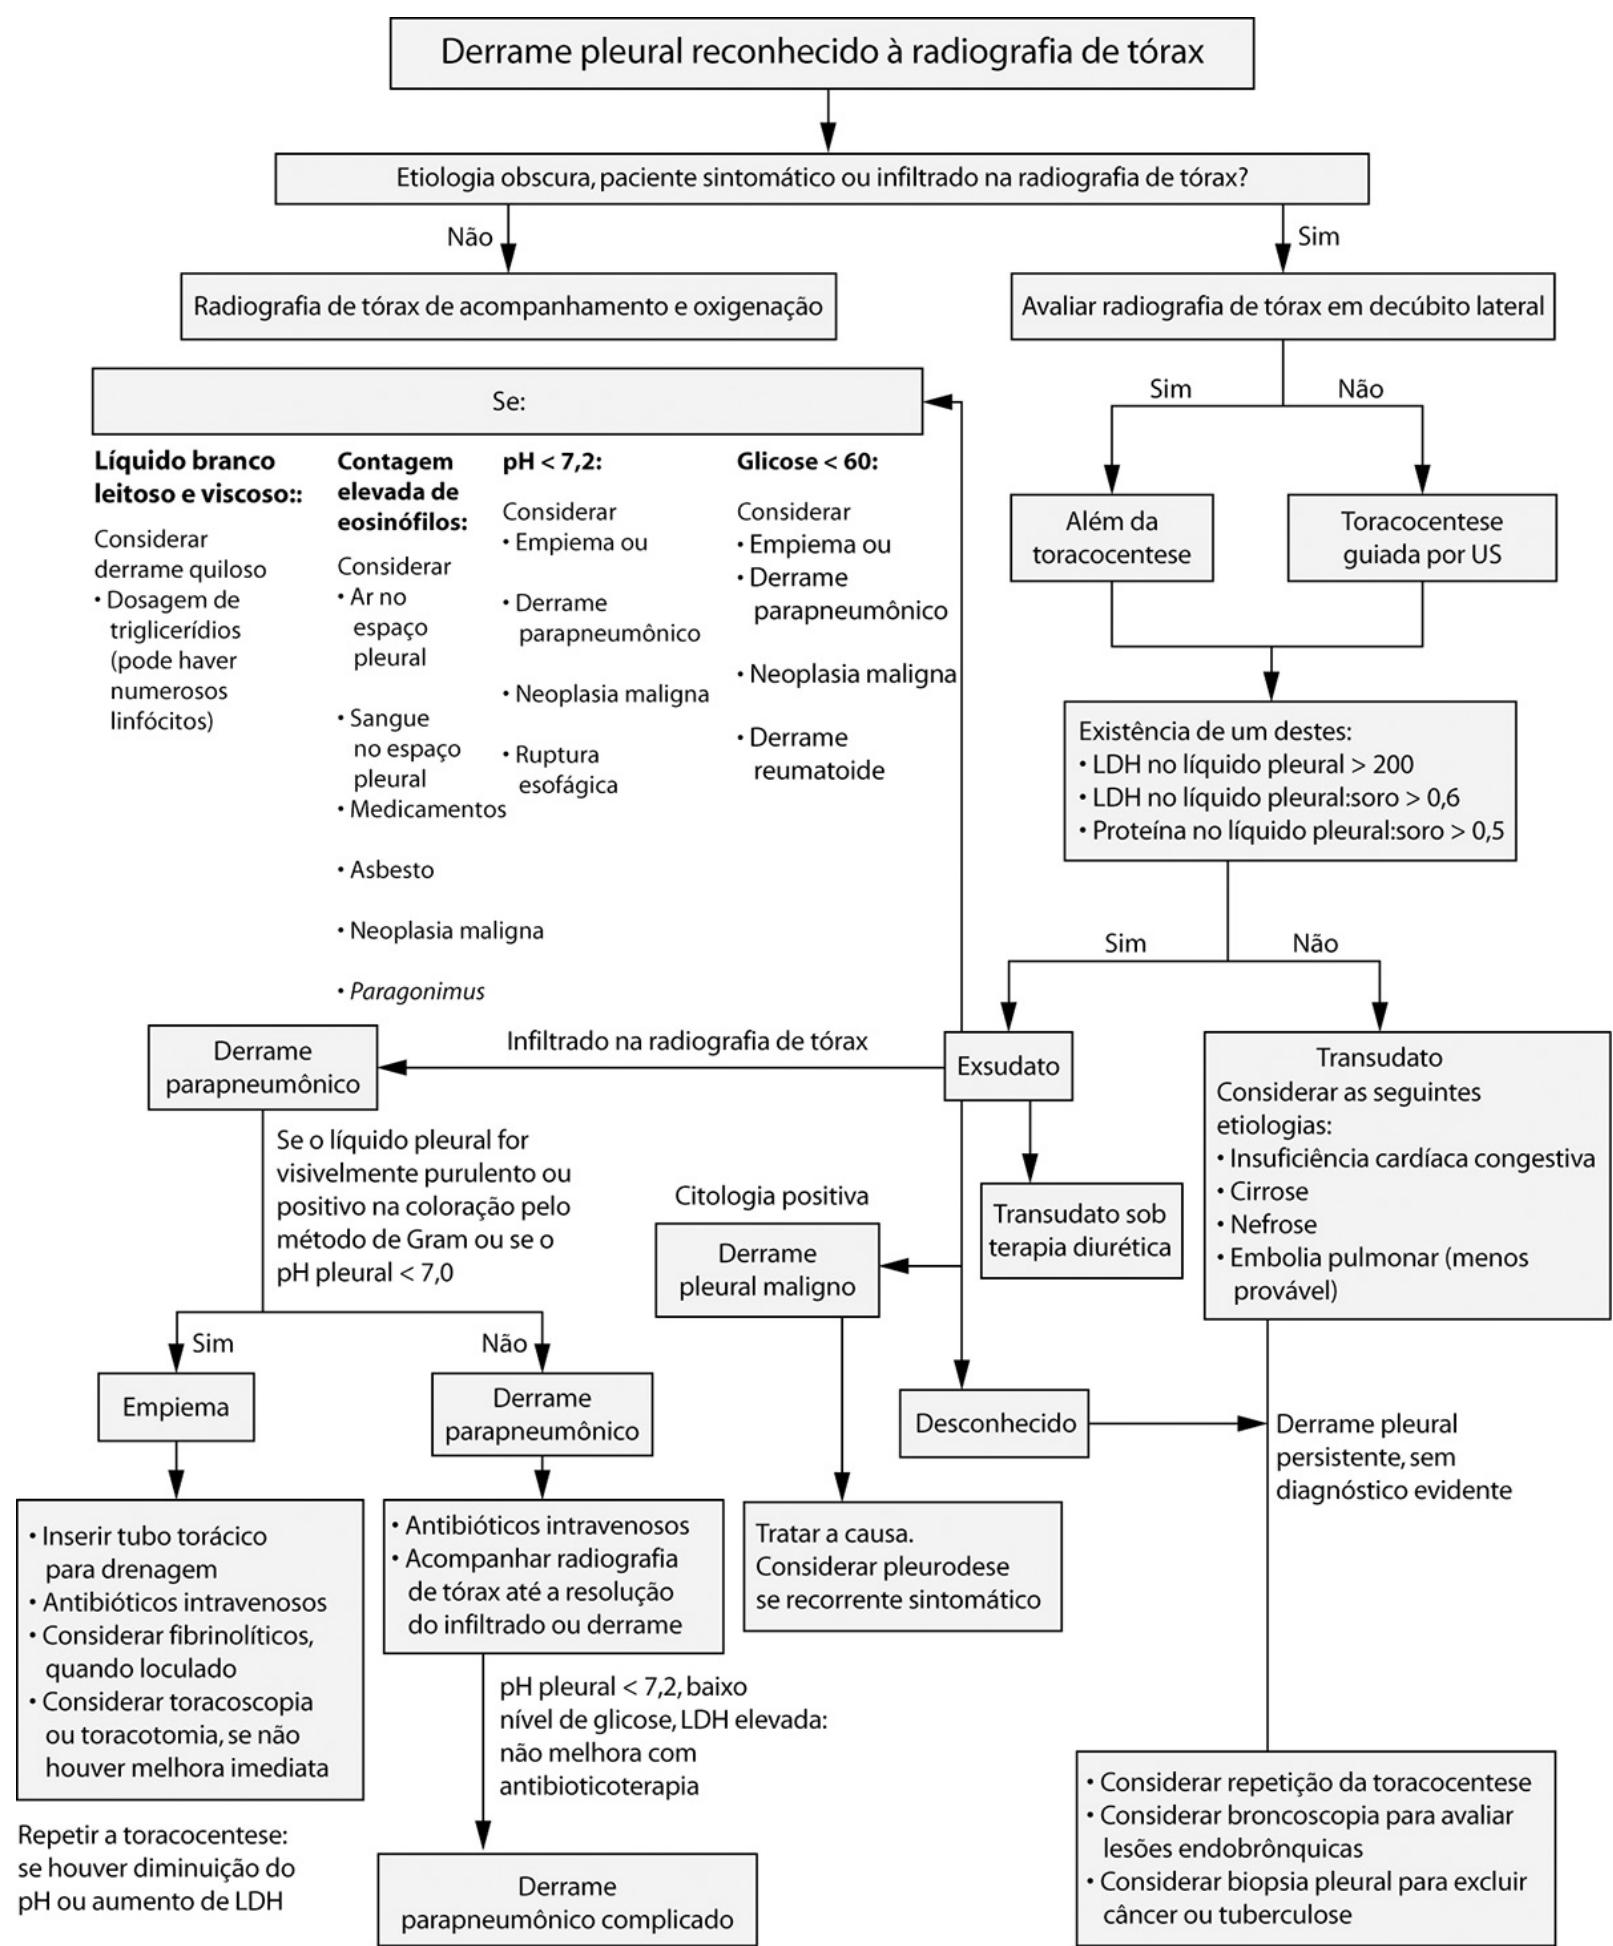 Derrame pleural reconhecido à radiografia de tórax
Etiologia obscura, paciente sintomático ou infiltrado na radiografia de tórax?
Não
Sim
Radiografia de tórax de acompanhamento e oxigenação
Avaliar radiografia de tórax em decúbito lateral
Sim
Não
Além da
toracocentese
Toracocentese
guiada por US
Existência de um destes:
• LDH no líquido pleural > 200
• LDH no líquido pleural:soro > 0,6
• Proteína no líquido pleural:soro > 0,5
Sim
Não
Se:
Líquido branco
leitoso e viscoso::
Considerar
derrame quiloso
• Dosagem de
triglicerídios
(pode haver
numerosos
linfócitos)
Contagem
elevada de
eosinófilos:
Considerar
• Ar no
espaço
pleural
• Sangue
no espaço
pleural
• Medicamentos
• Asbesto
• Neoplasia maligna
• Paragonimus
pH < 7,2:
Considerar
• Empiema ou
• Derrame
parapneumônico
• Neoplasia maligna
• Ruptura
esofágica
Glicose < 60:
Considerar
• Empiema ou
• Derrame
parapneumônico
• Neoplasia maligna
• Derrame
reumatoide
Exsudato
Transudato
Considerar as seguintes
etiologias:
• Insuficiência cardíaca congestiva
• Cirrose
• Nefrose
• Embolia pulmonar (menos
provável)
Infiltrado na radiografia de tórax
Derrame
parapneumônico
Se o líquido pleural for
visivelmente purulento ou
positivo na coloração pelo
método de Gram ou se o
pH pleural < 7,0
Citologia positiva
Derrame
pleural maligno
Transudato sob
terapia diurética
Sim
Não
Empiema
Derrame
parapneumônico
Desconhecido
Derrame pleural
persistente, sem
diagnóstico evidente
• Inserir tubo torácico
para drenagem
• Antibióticos intravenosos
• Considerar fibrinolíticos,
quando loculado
• Considerar toracoscopia
ou toracotomia, se não
houver melhora imediata
• Antibióticos intravenosos
• Acompanhar radiografia
de tórax até a resolução
do infiltrado ou derrame
Tratar a causa.
Considerar pleurodese
se recorrente sintomático
pH pleural < 7,2, baixo
nível de glicose, LDH elevada:
não melhora com
antibioticoterapia
Repetir a toracocentese:
se houver diminuição do
pH ou aumento de LDH
Derrame
parapneumônico complicado
• Considerar repetição da toracocentese
• Considerar broncoscopia para avaliar
lesões endobrônquicas
• Considerar biopsia pleural para excluir
câncer ou tuberculose